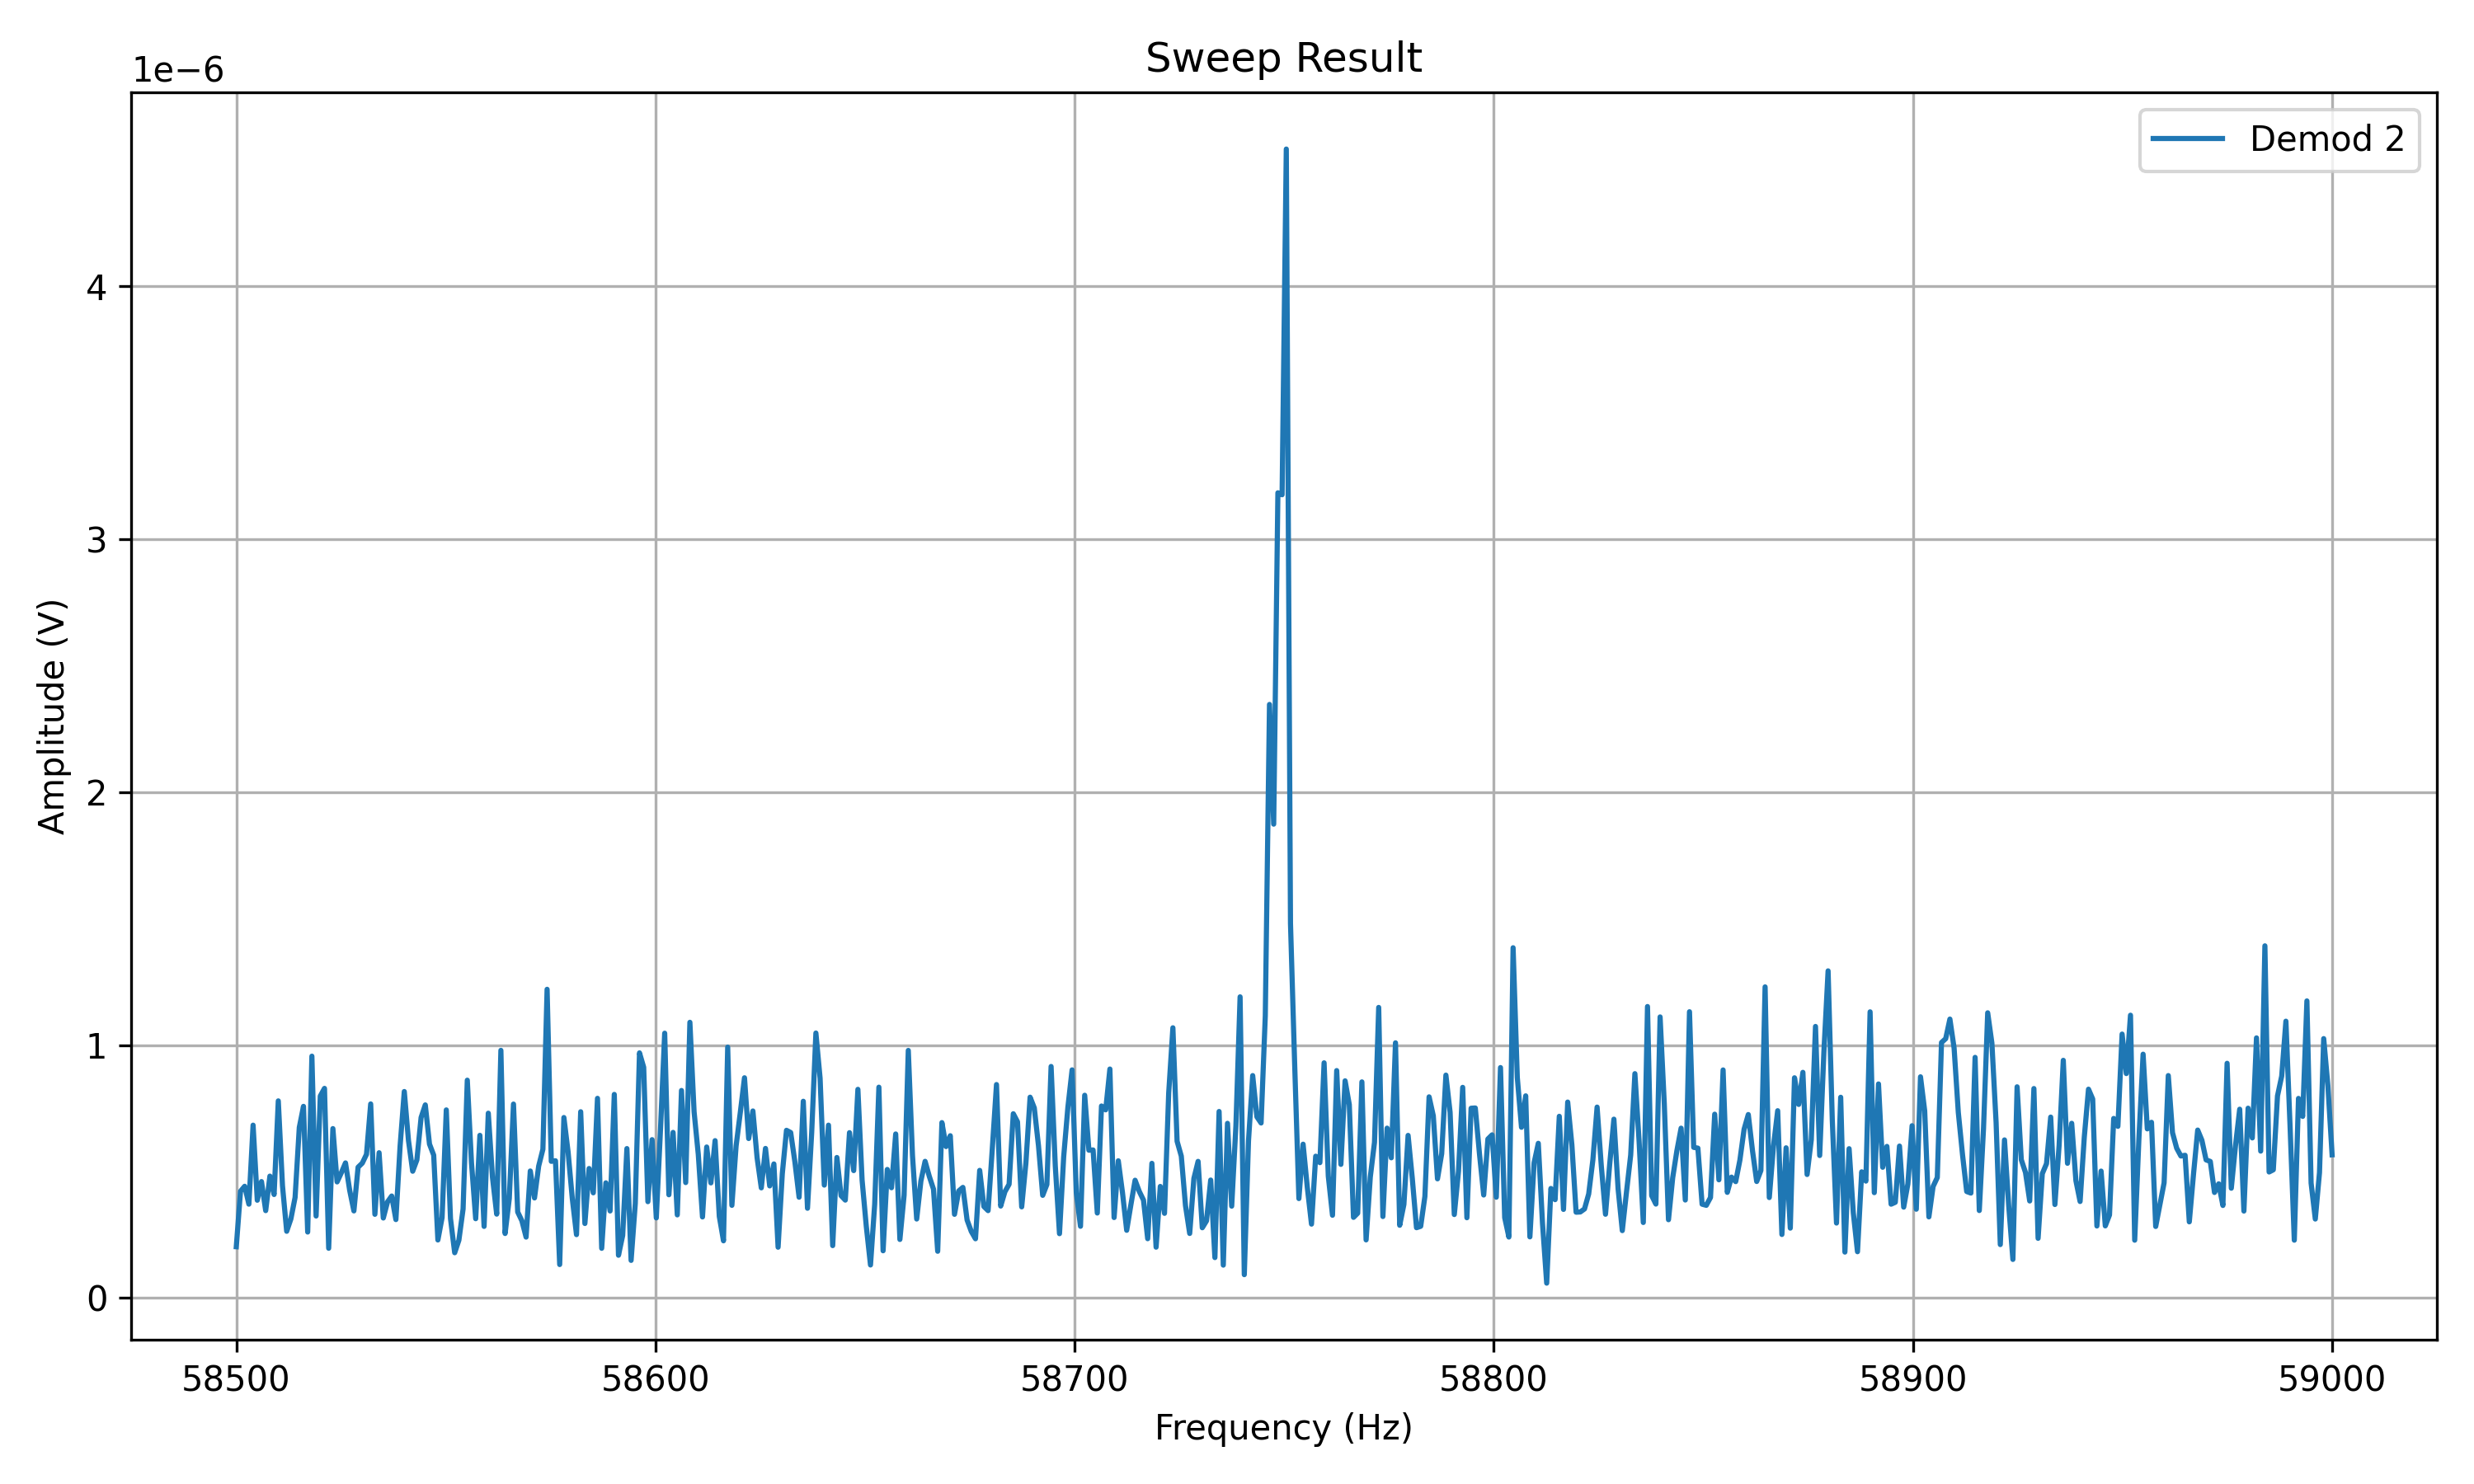 Sweep Result
1e−6
Demod 2
4
3
2
1
0
Amplitude (V)
58500 58600 58700 58800 58900 59000
Frequency (Hz)